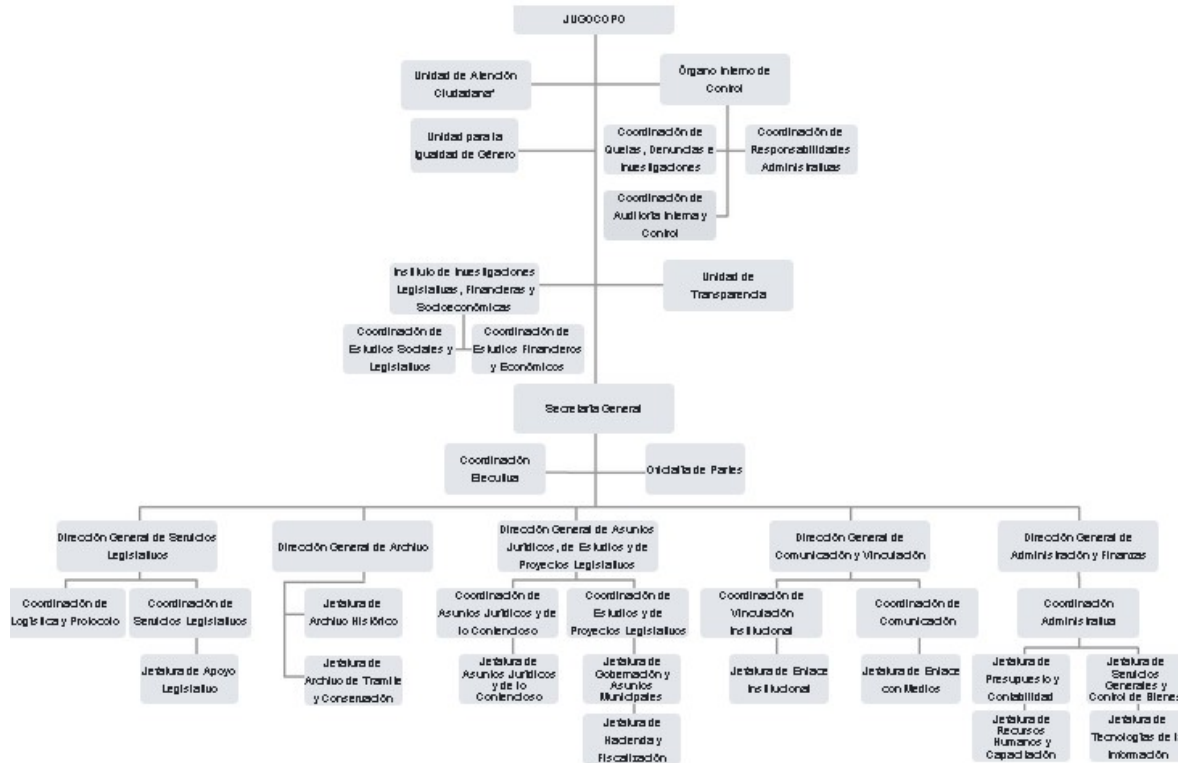 JUGOCOPO
Unidad de Atención
Ciudadana*
Órgano Interno de
Control
Unidad para la
Igualdad de Género
Coordinación de
Quejas, Denuncias e
Investigaciones
Coordinación de
Responsabilidades
Administrativas
Coordinación de
Auditoría Interna y
Control
Instituto de Investigaciones
Legislativas, Financieras y
Socioeconómicas
Unidad de
Transparencia
Coordinación de
Estudios Sociales y
Legislativos
Coordinación de
Estudios Financieros
y Económicos
Secretaría General
Coordinación
Ejecutiva
Oficialía de Partes
Dirección General de Servicios
Legislativos
Dirección General de Archivo
Dirección General de Asuntos
Jurídicos, de Estudios y de
Proyectos Legislativos
Dirección General de
Comunicación y Vinculación
Dirección General de
Administración y Finanzas
Coordinación de
Logística y Protocolo
Coordinación de
Servicios Legislativos
Jefatura de
Archivo Histórico
Coordinación de
Asuntos Jurídicos y de
lo Contencioso
Coordinación de
Estudios y de
Proyectos Legislativos
Coordinación de
Vinculación
Institucional
Coordinación de
Comunicación
Coordinación
Administrativa
Jefatura de Apoyo
Legislativo
Jefatura de
Archivo de Tramite
y Conservación
Jefatura de
Asuntos Jurídicos
y de lo
Contencioso
Jefatura de
Gobernación y
Asuntos
Municipales
Jefatura de Enlace
Institucional
Jefatura de Enlace
con Medios
Jefatura de
Presupuesto y
Contabilidad
Jefatura de
Servicios
Generales y
Control de Bienes
Jefatura de
Hacienda y
Fiscalización
Jefatura de
Recursos
Humanos y
Capacitación
Jefatura de
Tecnologías de l
Información